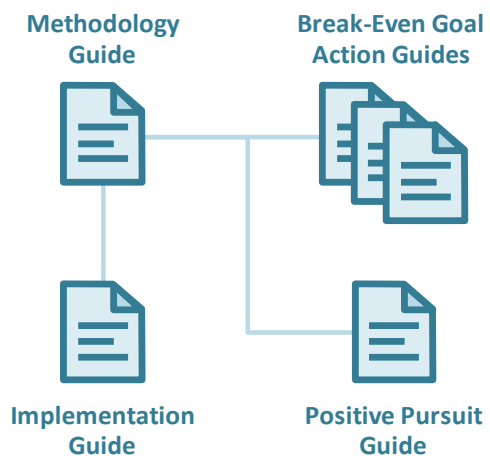 Methodology
Guide
Break-Even Goal
Action Guides
Implementation
Guide
Positive Pursuit
Guide